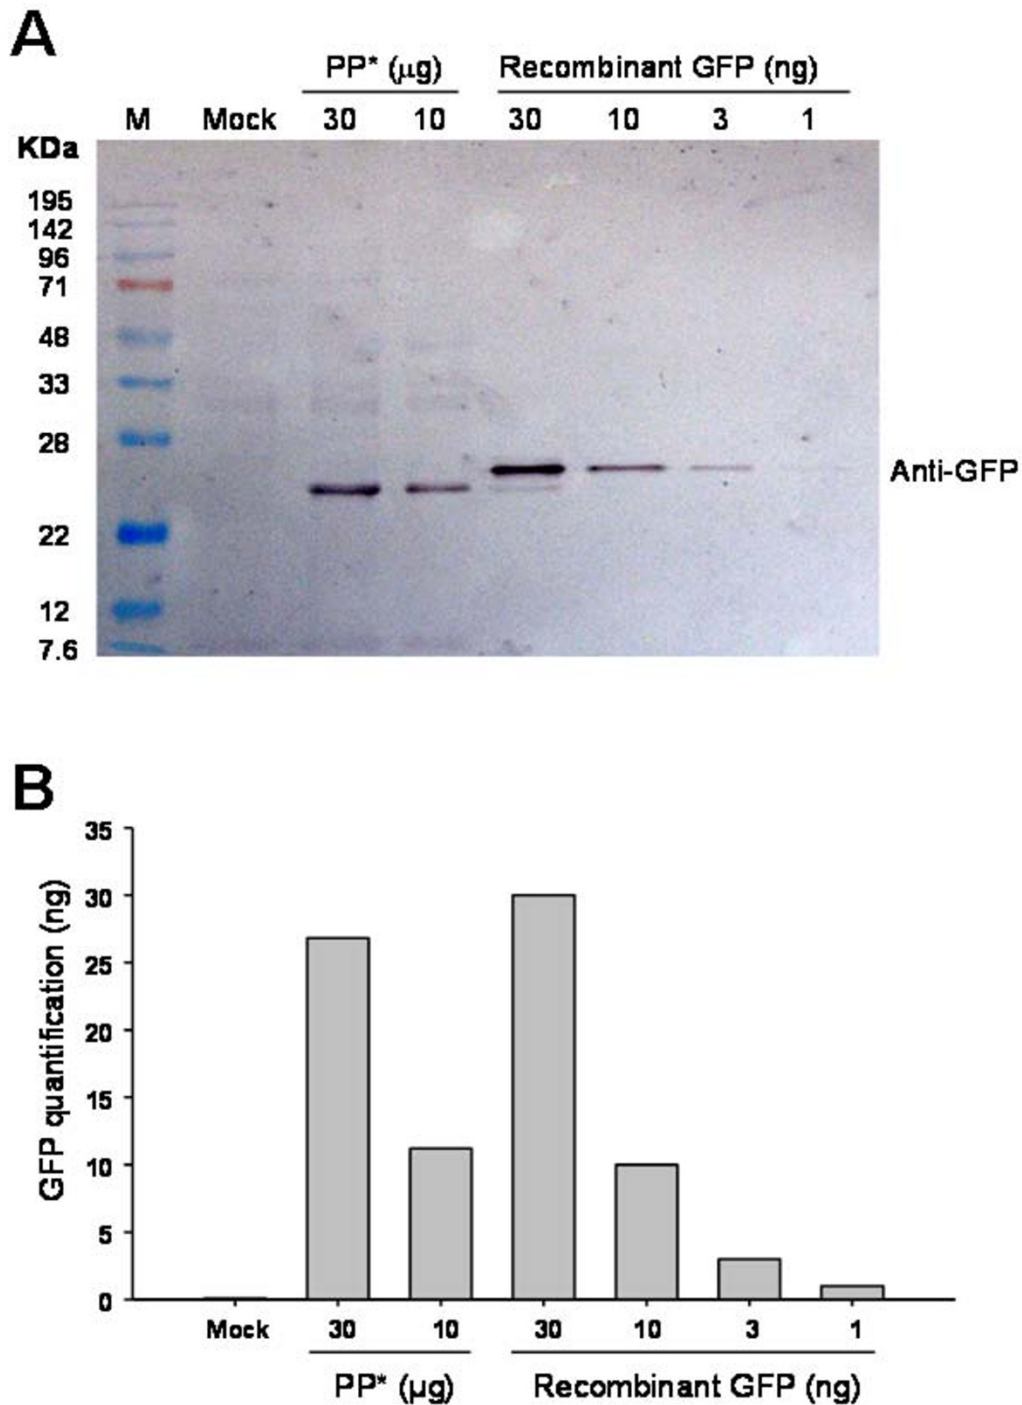 A
PP* (μg) Recombinant GFP (ng)
M Mock 30 10 30 10 3 1
KDa
195
142
96
71
48
33
28
Anti-GFP
22
12
7.6
B
GFP quantification (ng)
35
30
25
20
15
10
5
0
Mock 30 10 30 10 3 1
PP* (μg) Recombinant GFP (ng)